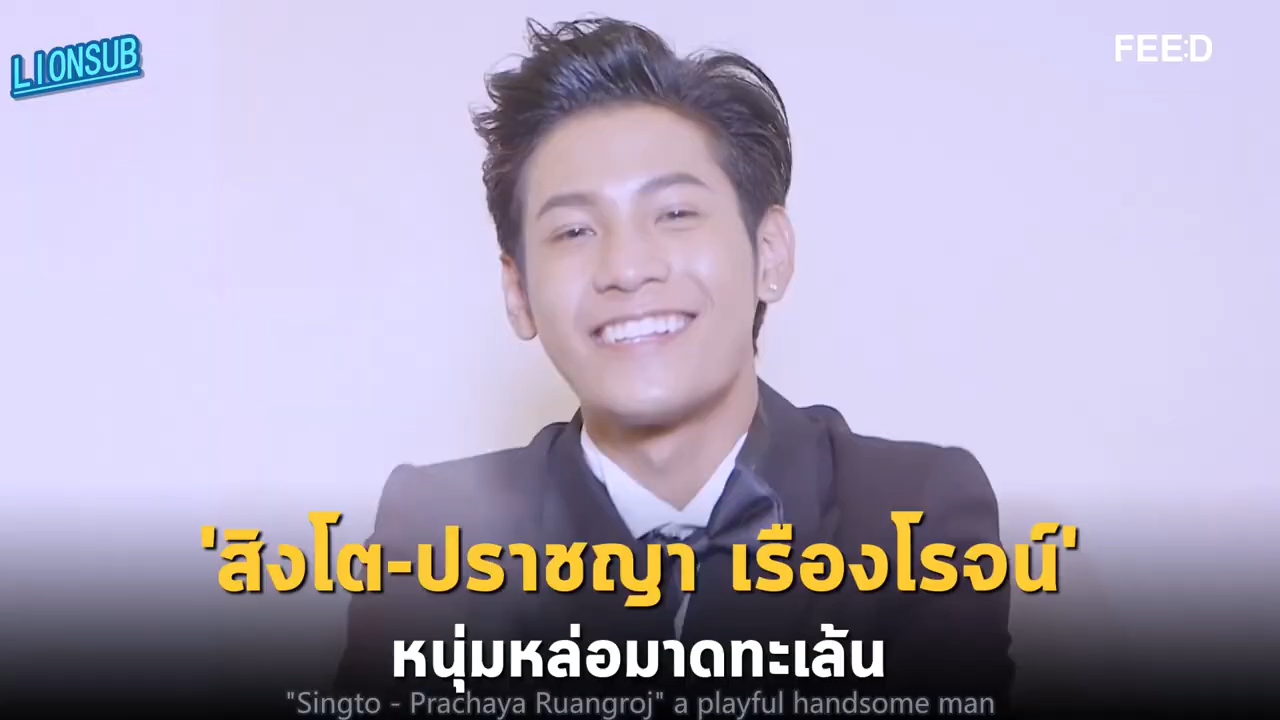 LIONSUB
FEE:D
'สิงโต-ปราชญา เรืองโรจน์'
หนุ่มหล่อมาดทะเล้น
"Singto - Prachaya Ruangroj" a playful handsome man